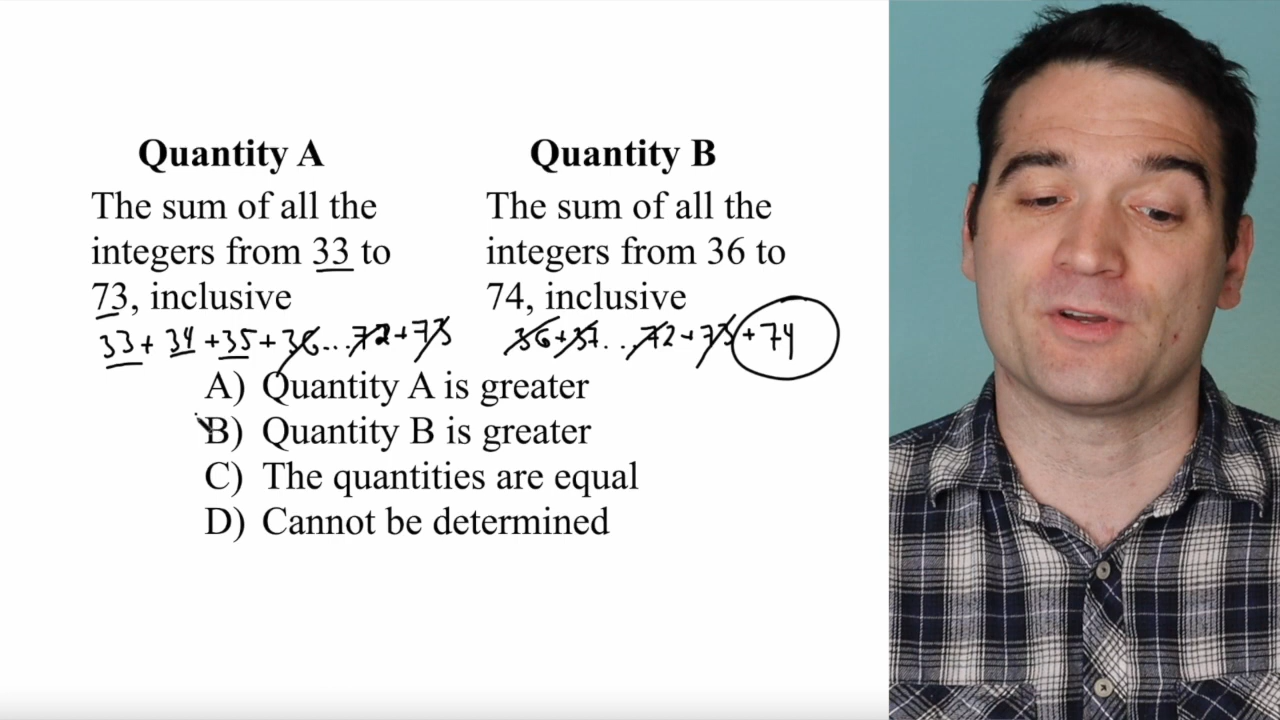 Quantity A
The sum of all the
integers from 33 to
73, inclusive
33 + 34 + 35 + 36 ... 72 + 73
Quantity B
The sum of all the
integers from 36 to
74, inclusive
36 + 37 ... 72 + 73 + 74
A) Quantity A is greater
B) Quantity B is greater
C) The quantities are equal
D) Cannot be determined